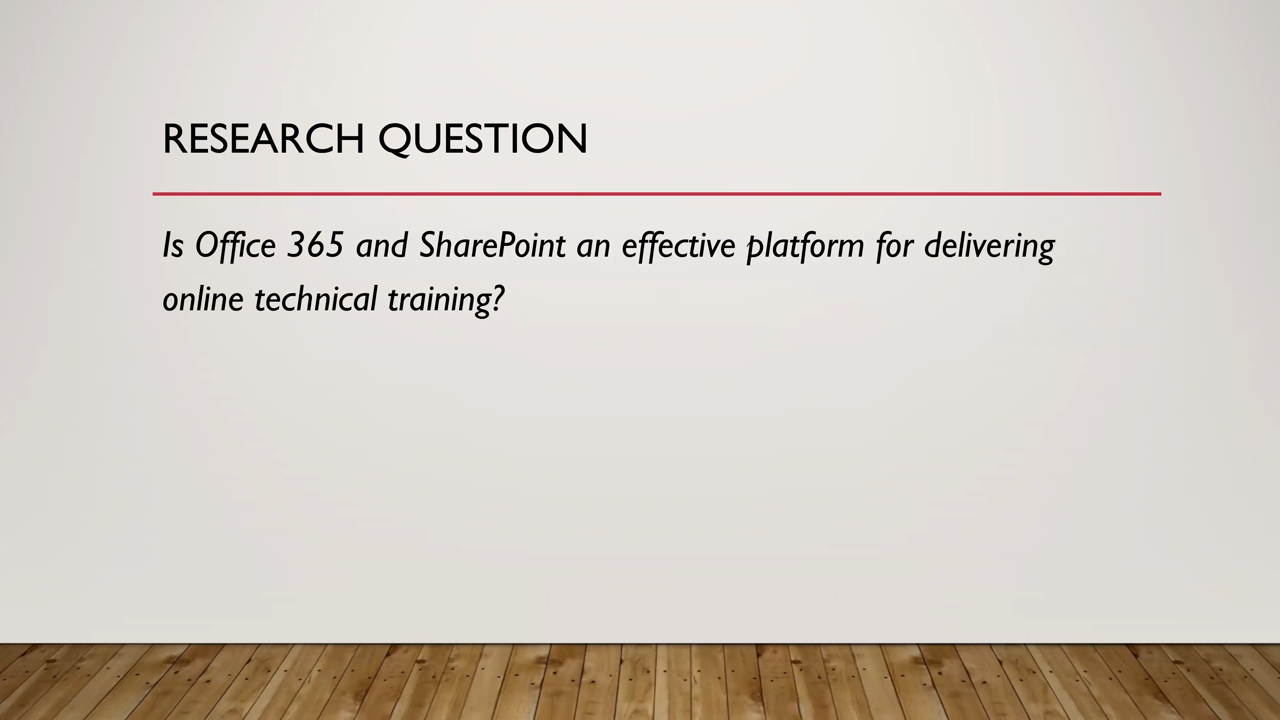 RESEARCH QUESTION
Is Office 365 and SharePoint an effective platform for delivering
online technical training?